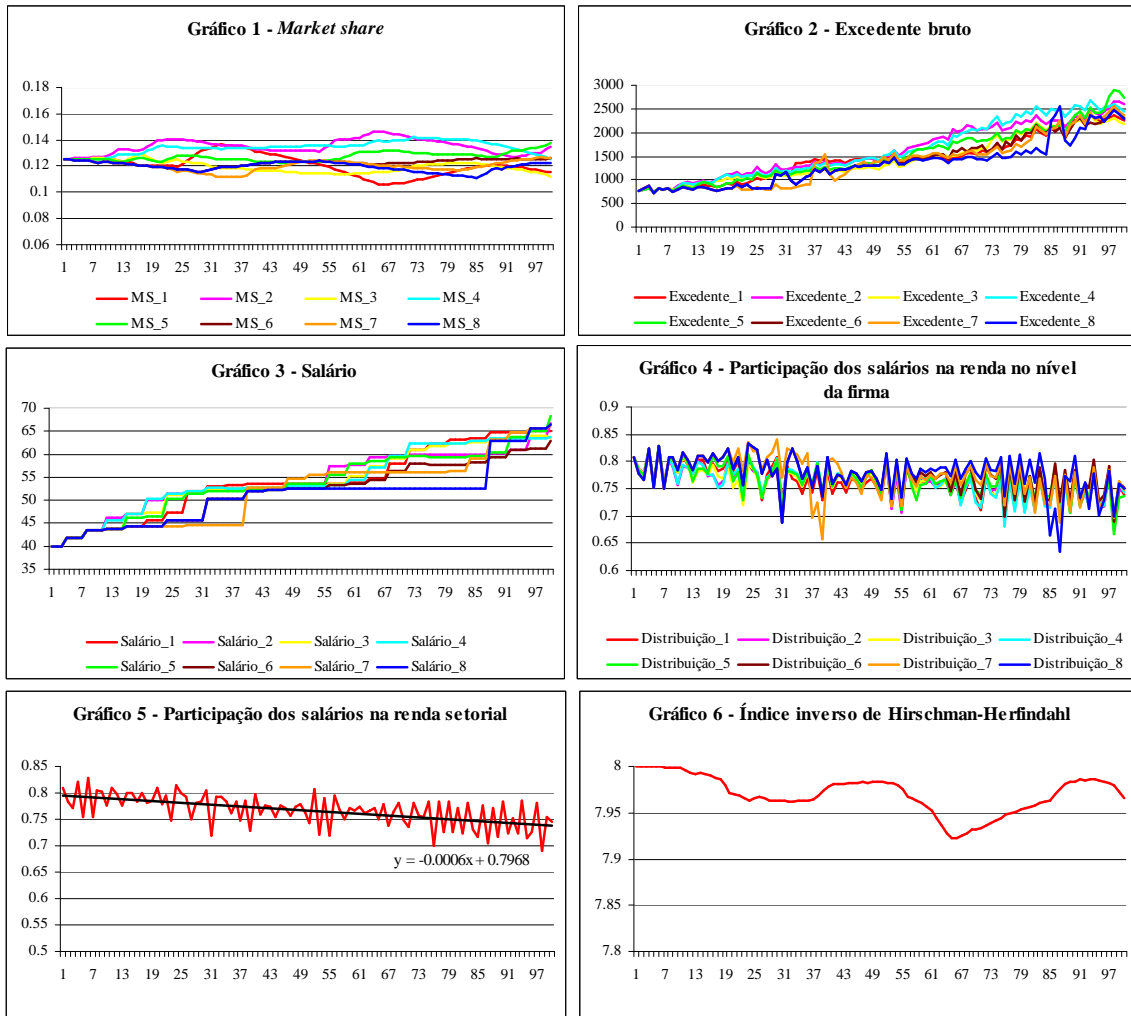 Gráfico 1 - Market share
0.18
0.16
0.14
0.12
0.1
0.08
0.06
1 7 13 19 25 31 37 43 49 55 61 67 73 79 85 91 97
MS_1 MS_2 MS_3 MS_4
MS_5 MS_6 MS_7 MS_8
Gráfico 2 - Excedente bruto
3000
2500
2000
1500
1000
500
0
1 7 13 19 25 31 37 43 49 55 61 67 73 79 85 91 97
Excedente_1 Excedente_2 Excedente_3 Excedente_4
Excedente_5 Excedente_6 Excedente_7 Excedente_8
Gráfico 3 - Salário
70
65
60
55
50
45
40
35
1 7 13 19 25 31 37 43 49 55 61 67 73 79 85 91 97
Salário_1 Salário_2 Salário_3 Salário_4
Salário_5 Salário_6 Salário_7 Salário_8
Gráfico 4 - Participação dos salários na renda no nível
da firma
0.9
0.85
0.8
0.75
0.7
0.65
0.6
1 7 13 19 25 31 37 43 49 55 61 67 73 79 85 91 97
Distribuição_1 Distribuição_2 Distribuição_3 Distribuição_4
Distribuição_5 Distribuição_6 Distribuição_7 Distribuição_8
Gráfico 5 - Participação dos salários na renda setorial
0.85
0.8
0.75
0.7
0.65
0.6
0.55
0.5
y = -0.0006x + 0.7968
1 7 13 19 25 31 37 43 49 55 61 67 73 79 85 91 97
Gráfico 6 - Índice inverso de Hirschman-Herfindahl
8
7.95
7.9
7.85
7.8
1 7 13 19 25 31 37 43 49 55 61 67 73 79 85 91 97